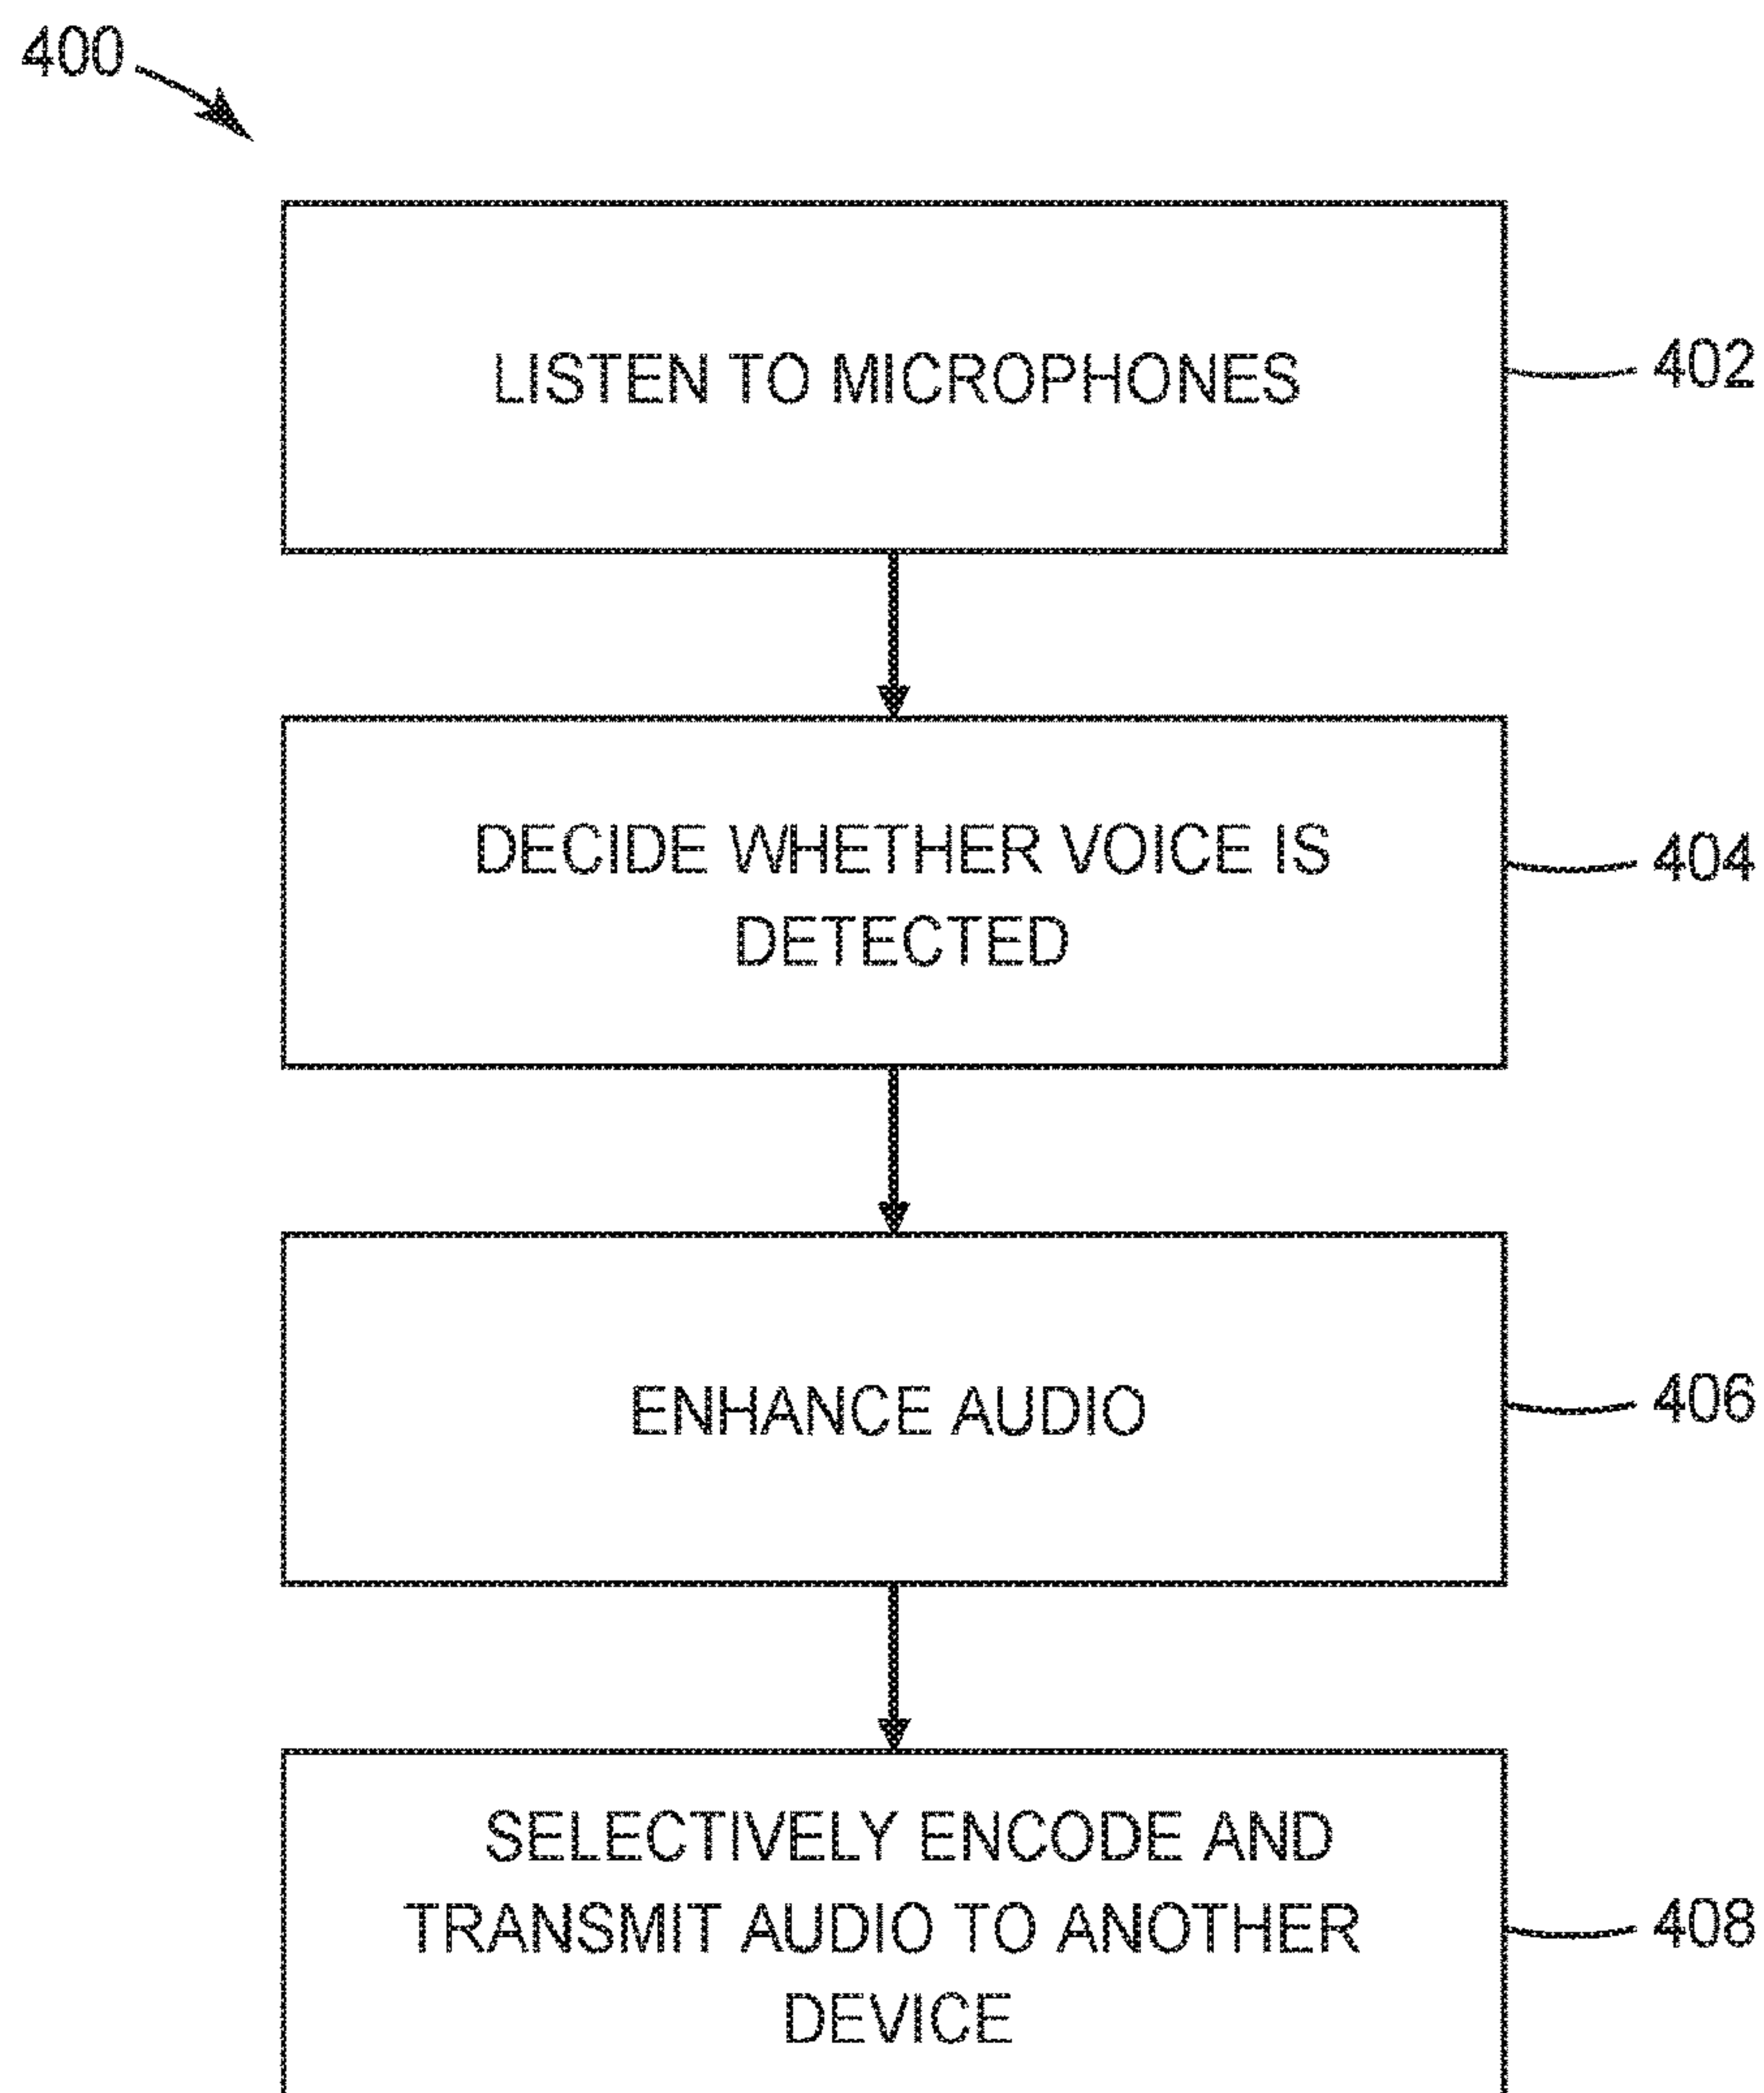 400
LISTEN TO MICROPHONES
402
DECIDE WHETHER VOICE IS
DETECTED
404
ENHANCE AUDIO
406
SELECTIVELY ENCODE AND
TRANSMIT AUDIO TO ANOTHER
DEVICE
408